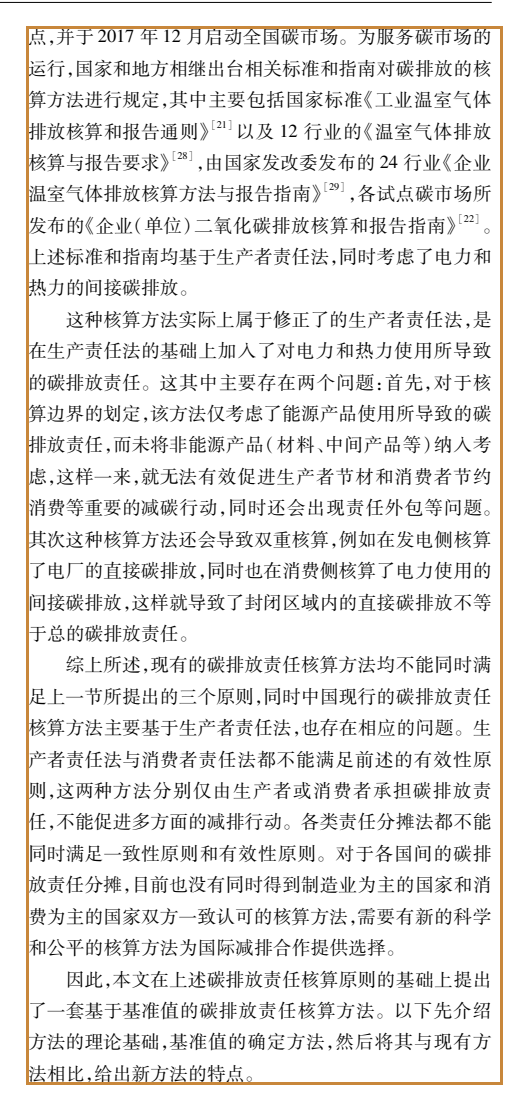 点,并于2017年12月启动全国碳市场。为服务碳市场的
运行,国家和地方相继出台相关标准和指南对碳排放的核
算方法进行规定,其中主要包括国家标准《工业温室气体
排放核算和报告通则》[21]以及12行业的《温室气体排放
核算与报告要求》[28],由国家发改委发布的24行业《企业
温室气体排放核算方法与报告指南》[29],各试点碳市场所
发布的《企业(单位)二氧化碳排放核算和报告指南》[22]。
上述标准和指南均基于生产者责任法,同时考虑了电力和
热力的间接碳排放。
这种核算方法实际上属于修正了的生产者责任法,是
在生产责任法的基础上加入了对电力和热力使用所导致
的碳排放责任。这其中主要存在两个问题:首先,对于核
算边界的划定,该方法仅考虑了能源产品使用所导致的碳
排放责任,而未将非能源产品(材料、中间产品等)纳入考
虑,这样一来,就无法有效促进生产者节材和消费者节约
消费等重要的减碳行动,同时还会出现责任外包等问题。
其次这种核算方法还会导致双重核算,例如在发电侧核算
了电厂的直接碳排放,同时也在消费侧核算了电力使用的
间接碳排放,这样就导致了封闭区域内的直接碳排放不等
于总的碳排放责任。
综上所述,现有的碳排放责任核算方法均不能同时满
足上一节所提出的三个原则,同时中国现行的碳排放责任
核算方法主要基于生产者责任法,也存在相应的问题。生
产者责任法与消费者责任法都不能满足前述的有效性原
则,这两种方法分别仅由生产者或消费者承担碳排放责
任,不能促进多方面的减排行动。各类责任分摊法都不能
同时满足一致性原则和有效性原则。对于各国间的碳排
放责任分摊,目前也没有同时得到制造业为主的国家和消
费为主的国家双方一致认可的核算方法,需要有新的科学
和公平的核算方法为国际减排合作提供选择。
因此,本文在上述碳排放责任核算原则的基础上提出
了一套基于基准值的碳排放责任核算方法。以下先介绍
方法的理论基础,基准值的确定方法,然后将其与现有方
法相比,给出新方法的特点。